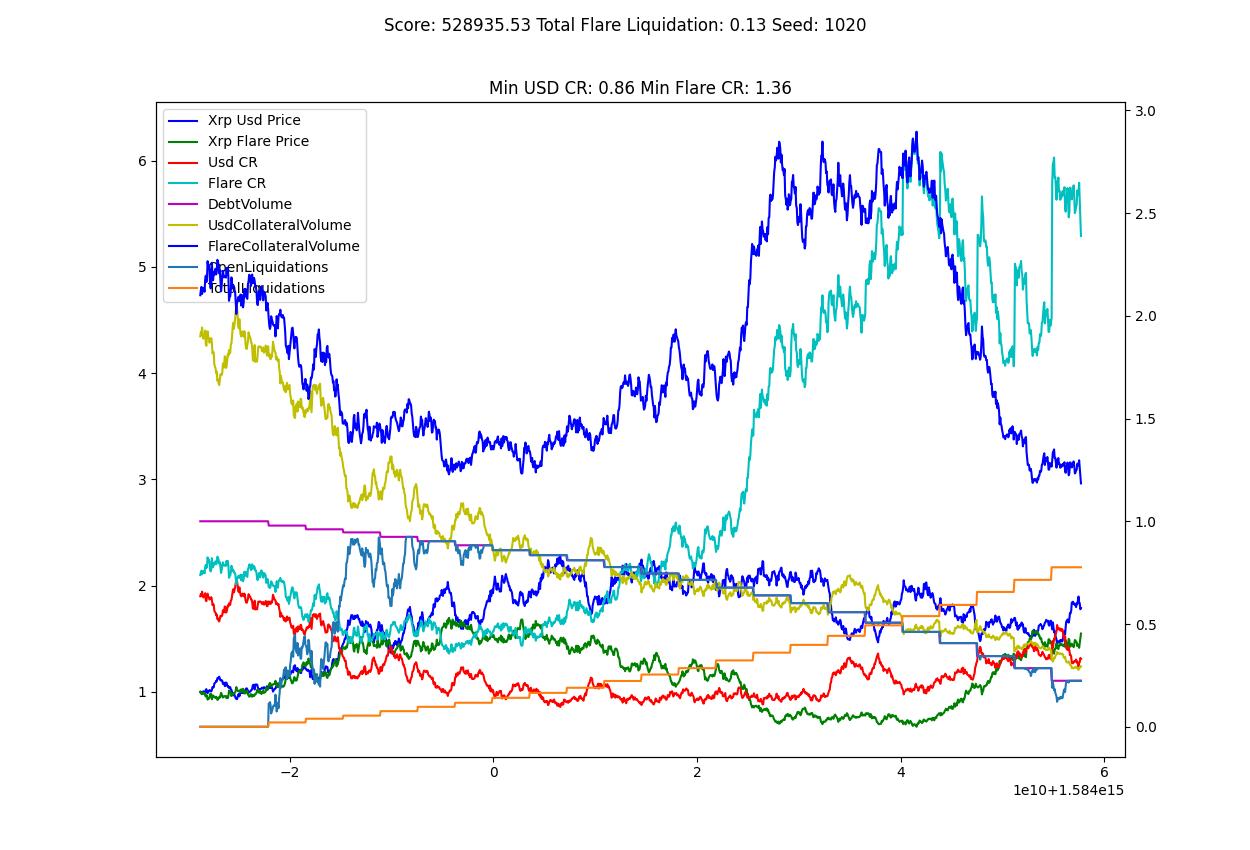 Score: 528935.53 Total Flare Liquidation: 0.13 Seed: 1020
Min USD CR: 0.86 Min Flare CR: 1.36
Xrp Usd Price
Xrp Flare Price
Usd CR
Flare CR
DebtVolume
UsdCollateralVolume
FlareCollateralVolume
OpenLiquidations
TotalLiquidations
6
5
4
3
2
1
3.0
2.5
2.0
1.5
1.0
0.5
0.0
−2
0
2
4
6
1e10+1.584e15